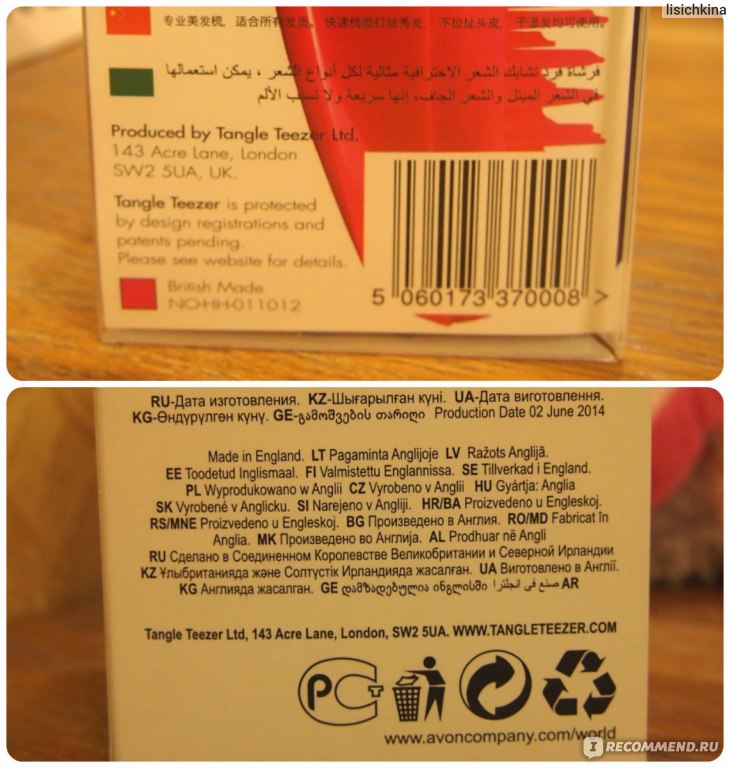 lisichkina
专业美发梳，适合所有发质。快速梳顺打结秀发，不拉扯头皮，干湿发均可使用。
فرشاة فرد تشابك الشعر الاحترافية مثالية لكل أنواع الشعر ، يمكن استعمالها
في الشعر المبتل والشعر الجاف، إنها سريعة ولا تسبب الألم
Produced by Tangle Teezer Ltd.
143 Acre Lane, London
SW2 5UA, UK.
Tangle Teezer is protected
by design registrations and
patents pending.
Please see website for details.
British Made
NO-HH-011012
5 060173 370008 >
RU-Дата изготовления. KZ-Шығарылған күні. UA-Дата виготовлення.
KG-Өндүрүлгөн күнү. GE-გამოშვების თარიღი Production Date 02 June 2014
Made in England. LT Pagaminta Anglijoje LV Ražots Anglijā.
EE Toodetud Inglismaal. FI Valmistettu Englannissa. SE Tillverkad i England.
PL Wyprodukowano w Anglii CZ Vyrobeno v Anglii HU Gyártja: Anglia
SK Vyrobené v Anglicku. SI Narejeno v Angliji. HR/BA Proizvedeno u Engleskoj.
RS/MNE Proizvedeno u Engleskoj. BG Произведено в Англия. RO/MD Fabricat în
Anglia. MK Произведено во Англија. AL Prodhuar në Angli
RU Сделано в Соединенном Королевстве Великобритании и Северной Ирландии
KZ Ұлыбританияда және Солтүстік Ирландияда жасалған. UA Виготовлено в Англії.
KG Англияда жасалган. GE დამზადებულია ინგლისში صنع فى انجلترا AR
Tangle Teezer Ltd, 143 Acre Lane, London, SW2 5UA. WWW.TANGLETEEZER.COM
РСТ
www.avoncompany.com/world
IRECOMMEND.RU